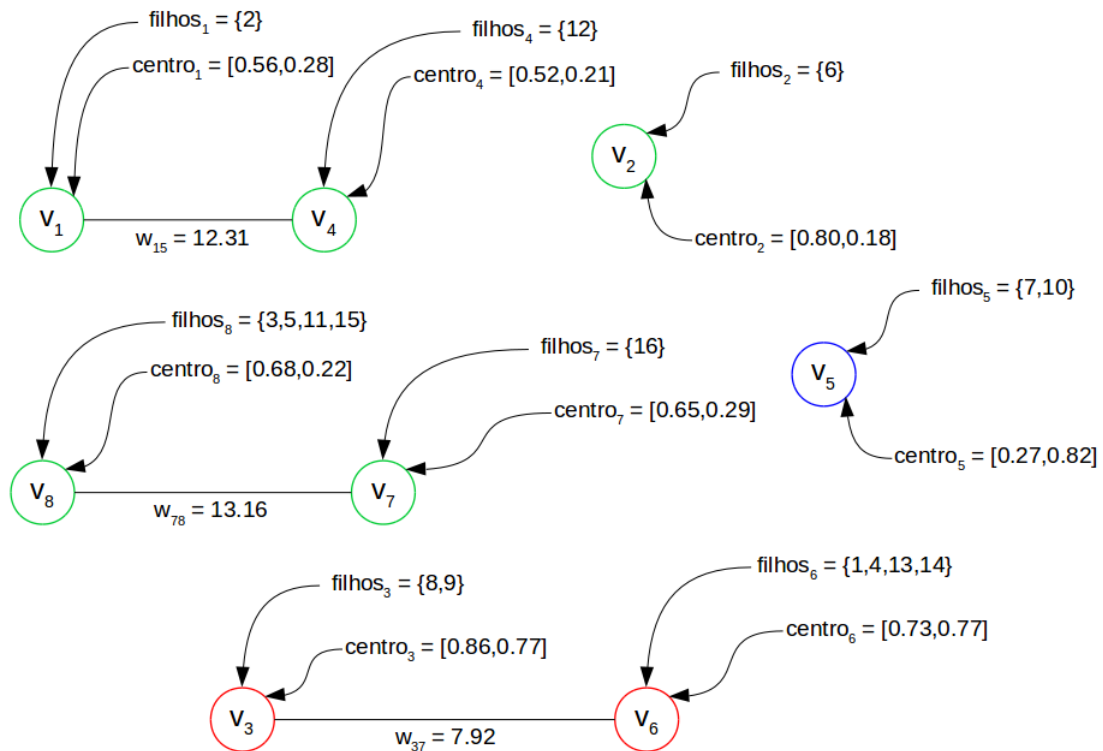 filhos₁ = {2}
centro₁ = [0.56,0.28]
filhos₄ = {12}
centro₄ = [0.52,0.21]
filhos₂ = {6}
v₂
centro₂ = [0.80,0.18]
v₁
v₄
w₁₅ = 12.31
filhos₅ = {7,10}
v₅
centro₅ = [0.27,0.82]
filhos₈ = {3,5,11,15}
centro₈ = [0.68,0.22]
filhos₇ = {16}
centro₇ = [0.65,0.29]
v₈
v₇
w₇₈ = 13.16
filhos₃ = {8,9}
centro₃ = [0.86,0.77]
filhos₆ = {1,4,13,14}
centro₆ = [0.73,0.77]
v₃
v₆
w₃₇ = 7.92